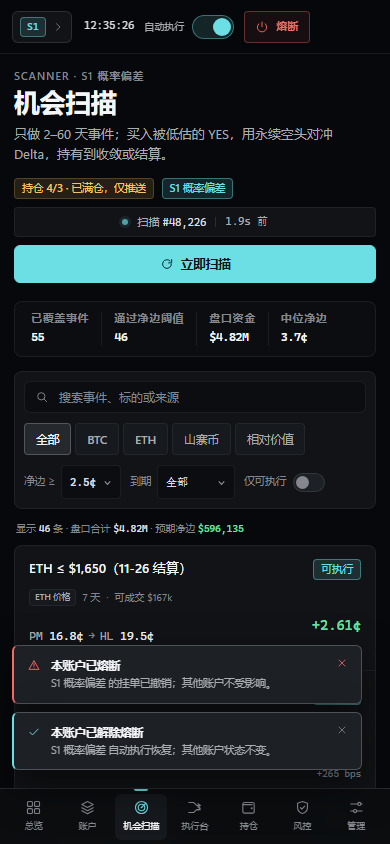 S1
12:35:26
自动执行
熔断
SCANNER · S1 概率偏差
机会扫描
只做 2–60 天事件；买入被低估的 YES，用永续空头对冲
Delta，持有到收敛或结算。
持仓 4/3 · 已满仓，仅推送
S1 概率偏差
扫描 #48,226
1.9s 前
立即扫描
已覆盖事件
55
通过净边阈值
46
盘口资金
$4.82M
中位净边
3.7¢
搜索事件、标的或来源
全部
BTC
ETH
山寨币
相对价值
净边 ≥
2.5¢
到期
全部
仅可执行
显示 46 条 · 盘口合计 $4.82M · 预期净边 $596,135
ETH ≤ $1,650（11-26 结算）
可执行
ETH 价格
7 天 · 可成交 $167k
PM 16.8¢ → HL 19.5¢
+2.61¢
本账户已熔断
S1 概率偏差 的挂单已撤销；其他账户不受影响。
本账户已解除熔断
S1 概率偏差 自动执行恢复；其他账户状态不变。
+265 bps
总览
账户
机会扫描
执行台
持仓
风控
管理